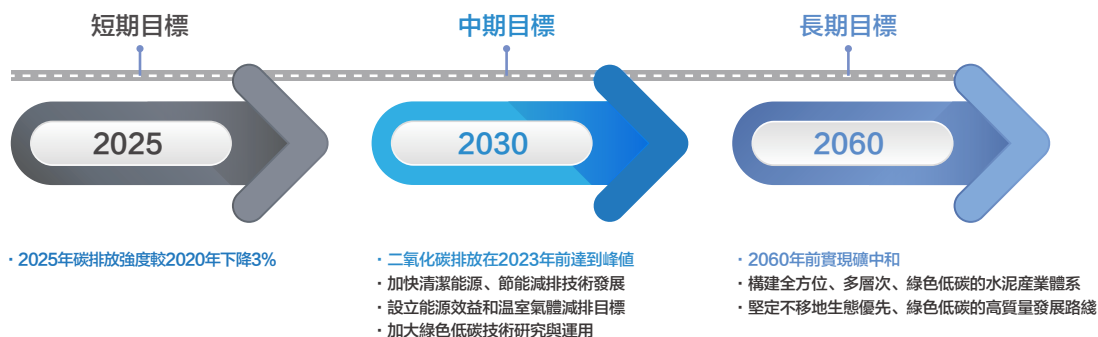 短期目標
中期目標
長期目標
2025
2030
2060
· 2025年碳排放強度較2020年下降3%
· 二氧化碳排放在2023年前達到峰值
· 加快清潔能源、節能減排技術發展
· 設立能源效益和温室氣體減排目標
· 加大綠色低碳技術研究與運用
· 2060年前實現礦中和
· 構建全方位、多層次、綠色低碳的水泥産業體系
· 堅定不移地生態優先、綠色低碳的高質量發展路綫